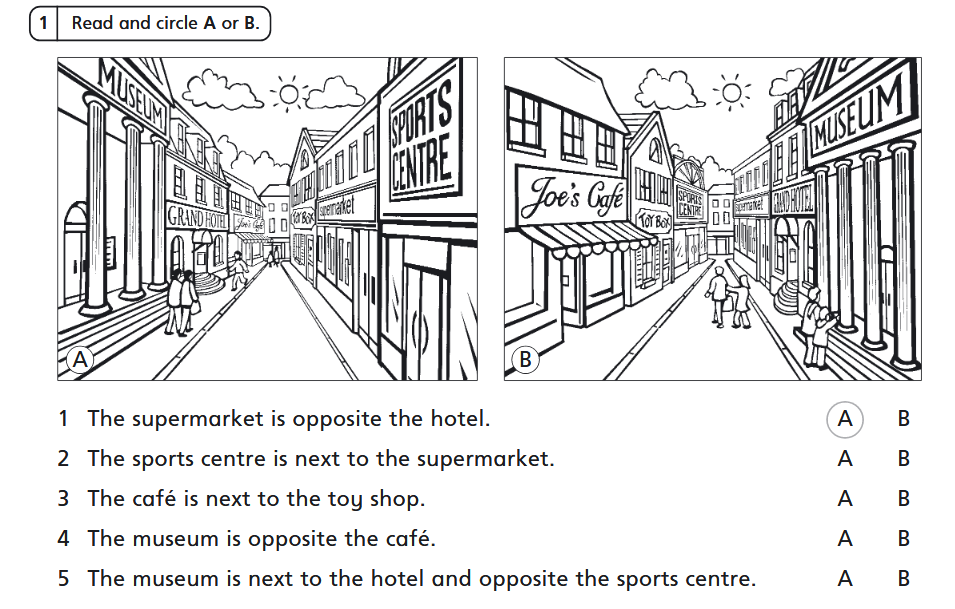 1 Read and circle A or B.
MUSEUM
GRAND HOTEL
Joe's Café
TOY BOX
supermarket
SPORTS
CENTRE
A
Joe's Café
TOY BOX
SPORTS
CENTRE
supermarket
GRAND HOTEL
MUSEUM
B
1 The supermarket is opposite the hotel. A B
2 The sports centre is next to the supermarket. A B
3 The café is next to the toy shop. A B
4 The museum is opposite the café. A B
5 The museum is next to the hotel and opposite the sports centre. A B